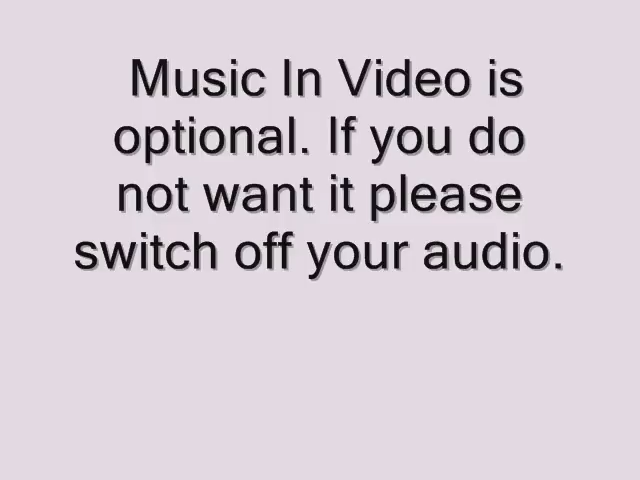 Music In Video is
optional. If you do
not want it please
switch off your audio.